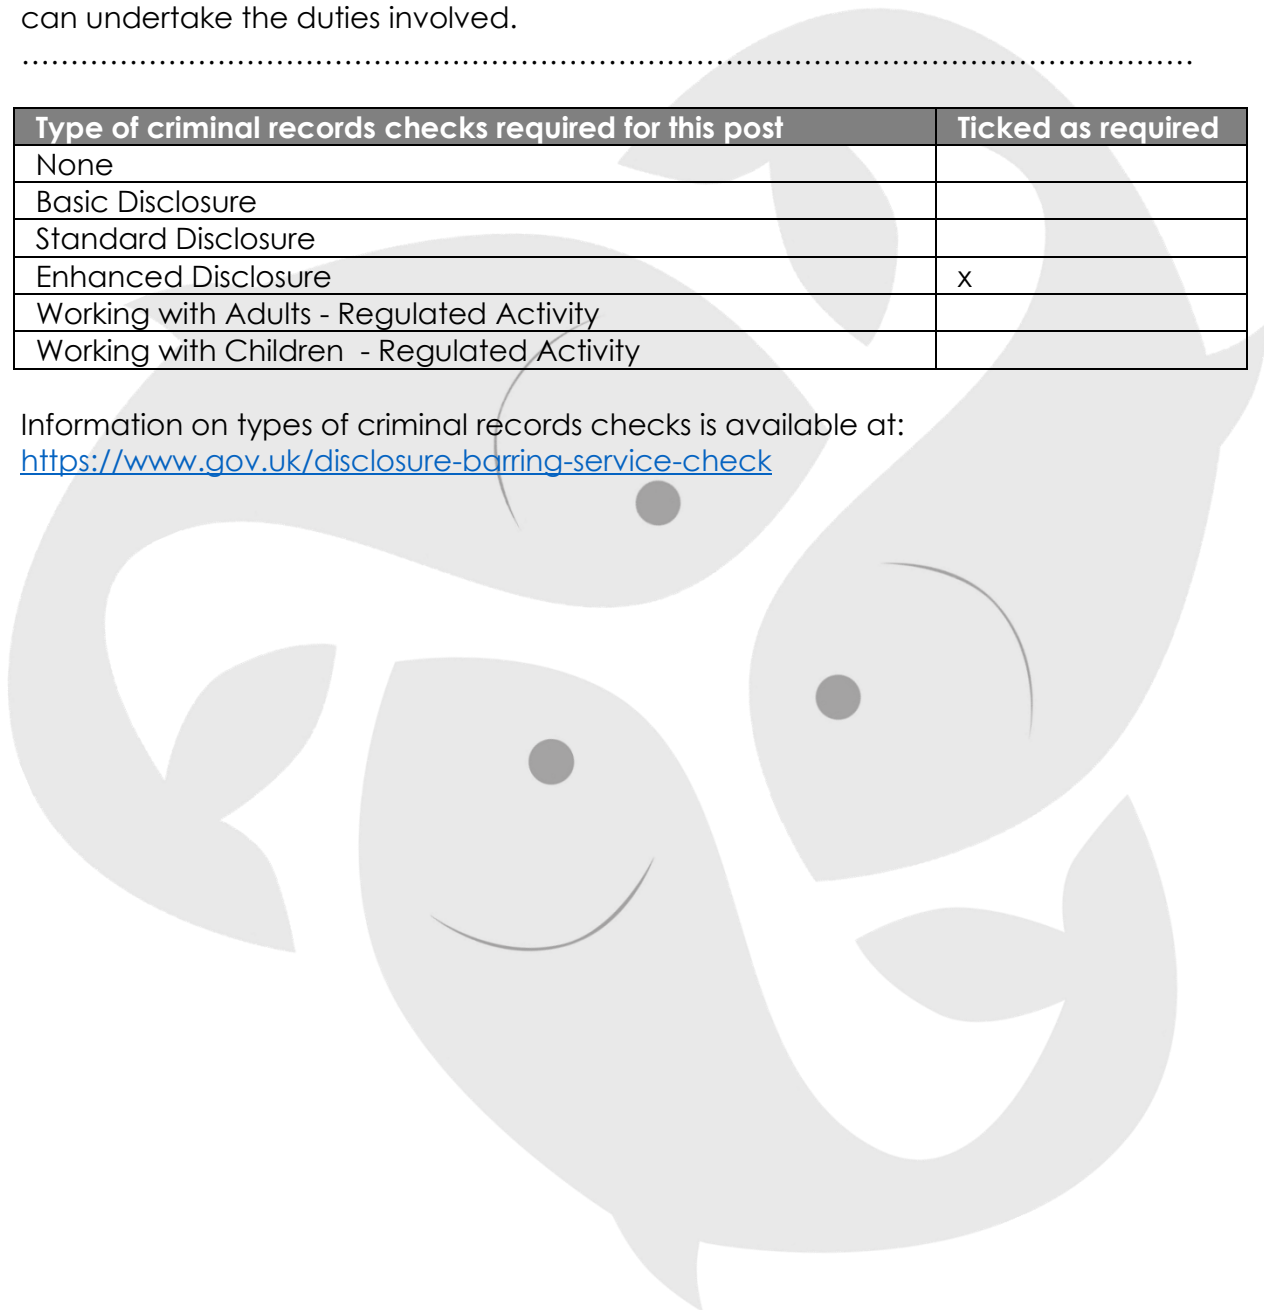 can undertake the duties involved.
……………………………………………………………………………………………………………
Type of criminal records checks required for this post Ticked as required
None
Basic Disclosure
Standard Disclosure
Enhanced Disclosure x
Working with Adults - Regulated Activity
Working with Children  - Regulated Activity
Information on types of criminal records checks is available at:
https://www.gov.uk/disclosure-barring-service-check